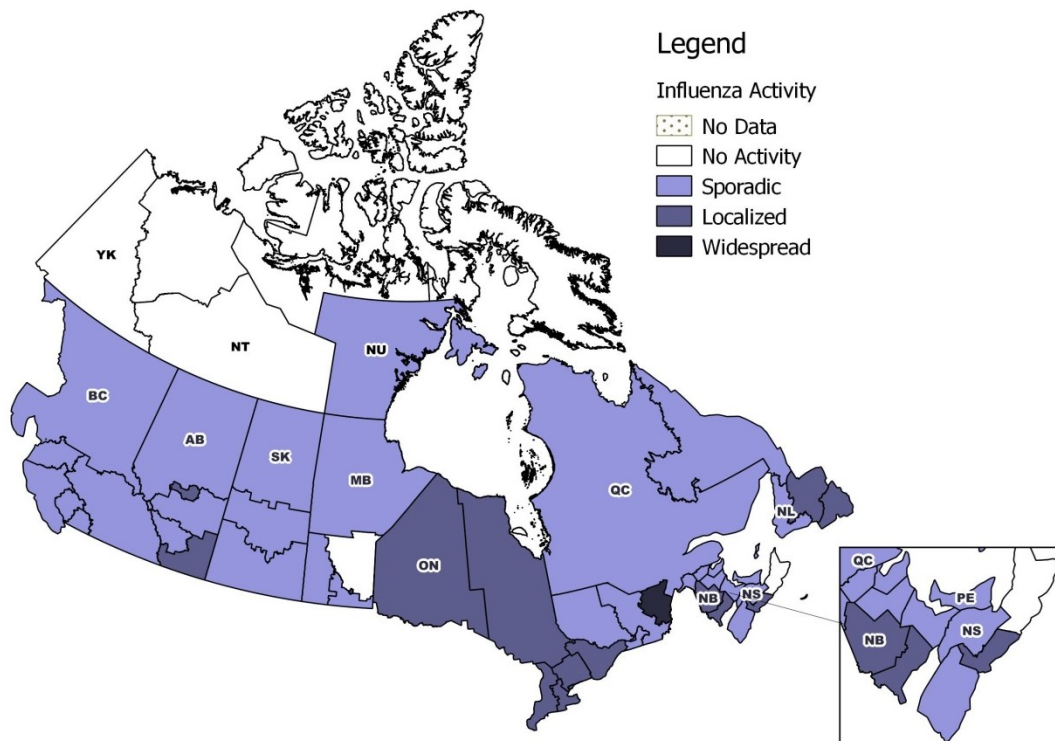 Legend
Influenza Activity
No Data
No Activity
Sporadic
Localized
Widespread
YK
NT
NU
BC
AB
SK
MB
ON
QC
NL
NB
NS
QC
PE
NS
NB